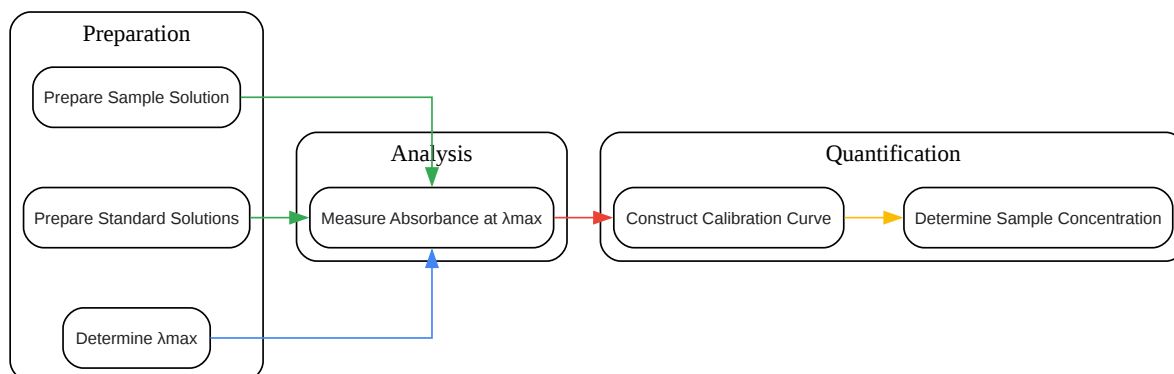 Preparation
Prepare Sample Solution
Prepare Standard Solutions
Determine λmax
Analysis
Measure Absorbance at λmax
Quantification
Construct Calibration Curve
Determine Sample Concentration